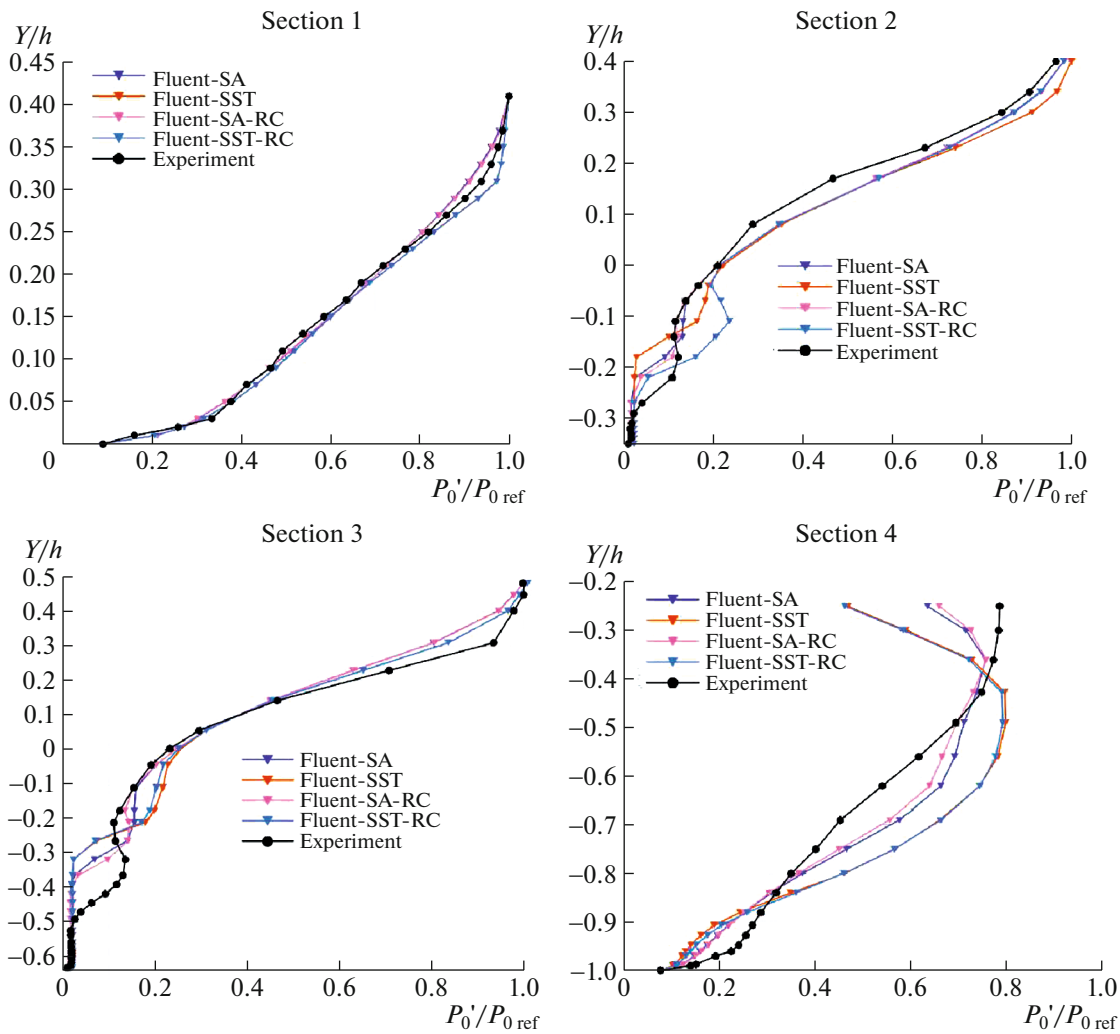 Section 1
Y/h
0.45
0.40
0.35
0.30
0.25
0.20
0.15
0.10
0.05
0 0.2 0.4 0.6 0.8 1.0
P0'/P0 ref
Fluent-SA
Fluent-SST
Fluent-SA-RC
Fluent-SST-RC
Experiment
Section 2
Y/h
0.4
0.3
0.2
0.1
0
−0.1
−0.2
−0.3
0 0.2 0.4 0.6 0.8 1.0
P0'/P0 ref
Fluent-SA
Fluent-SST
Fluent-SA-RC
Fluent-SST-RC
Experiment
Section 3
Y/h
0.5
0.4
0.3
0.2
0.1
0
−0.1
−0.2
−0.3
−0.4
−0.5
−0.6
0 0.2 0.4 0.6 0.8 1.0
P0'/P0 ref
Fluent-SA
Fluent-SST
Fluent-SA-RC
Fluent-SST-RC
Experiment
Section 4
Y/h
−0.2
−0.3
−0.4
−0.5
−0.6
−0.7
−0.8
−0.9
−1.0
0 0.2 0.4 0.6 0.8 1.0
P0'/P0 ref
Fluent-SA
Fluent-SST
Fluent-SA-RC
Fluent-SST-RC
Experiment